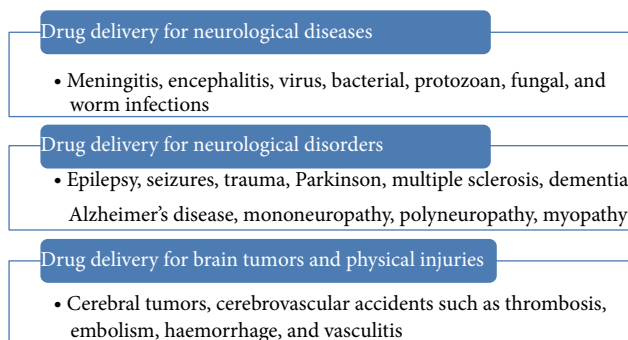 Drug delivery for neurological diseases
• Meningitis, encephalitis, virus, bacterial, protozoan, fungal, and
worm infections
Drug delivery for neurological disorders
• Epilepsy, seizures, trauma, Parkinson, multiple sclerosis, dementia
Alzheimer’s disease, mononeuropathy, polyneuropathy, myopathy
Drug delivery for brain tumors and physical injuries
• Cerebral tumors, cerebrovascular accidents such as thrombosis,
embolism, haemorrhage, and vasculitis